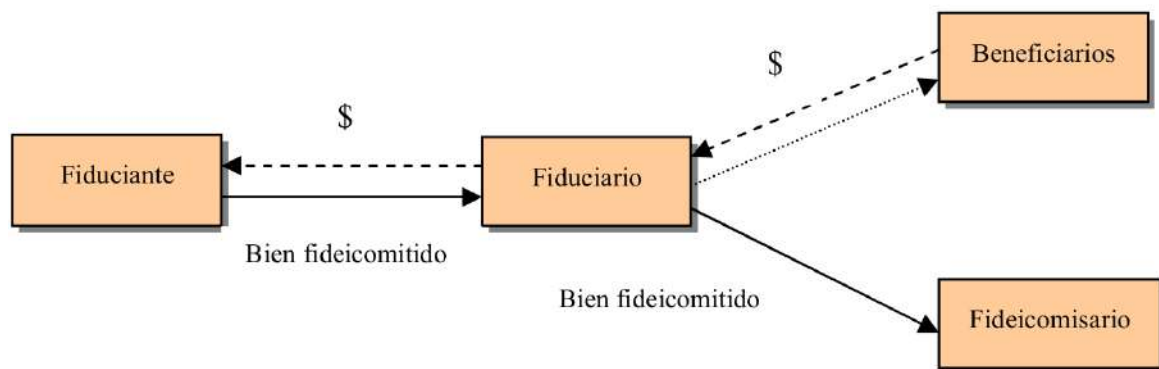 Beneficiarios
$
$
Fiduciante
Fiduciario
Bien fideicomitido
Bien fideicomitido
Fideicomisario